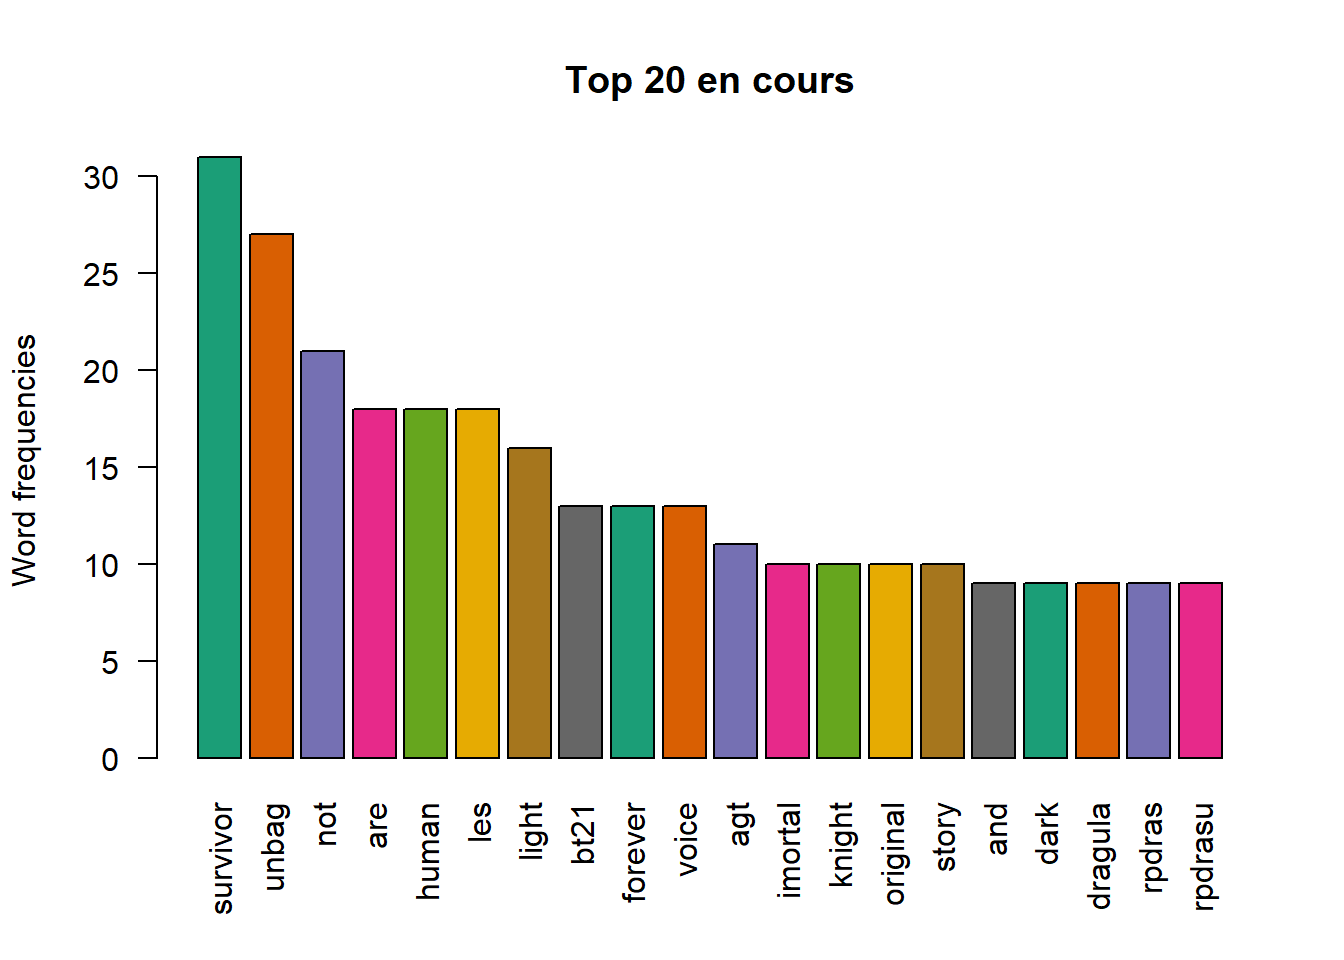 Top 20 en cours
Word frequencies
30
25
20
15
10
5
0
survivor
unbag
not
are
human
les
light
bt21
forever
voice
agt
imortal
knight
original
story
and
dark
dragula
rpdras
rpdrasu